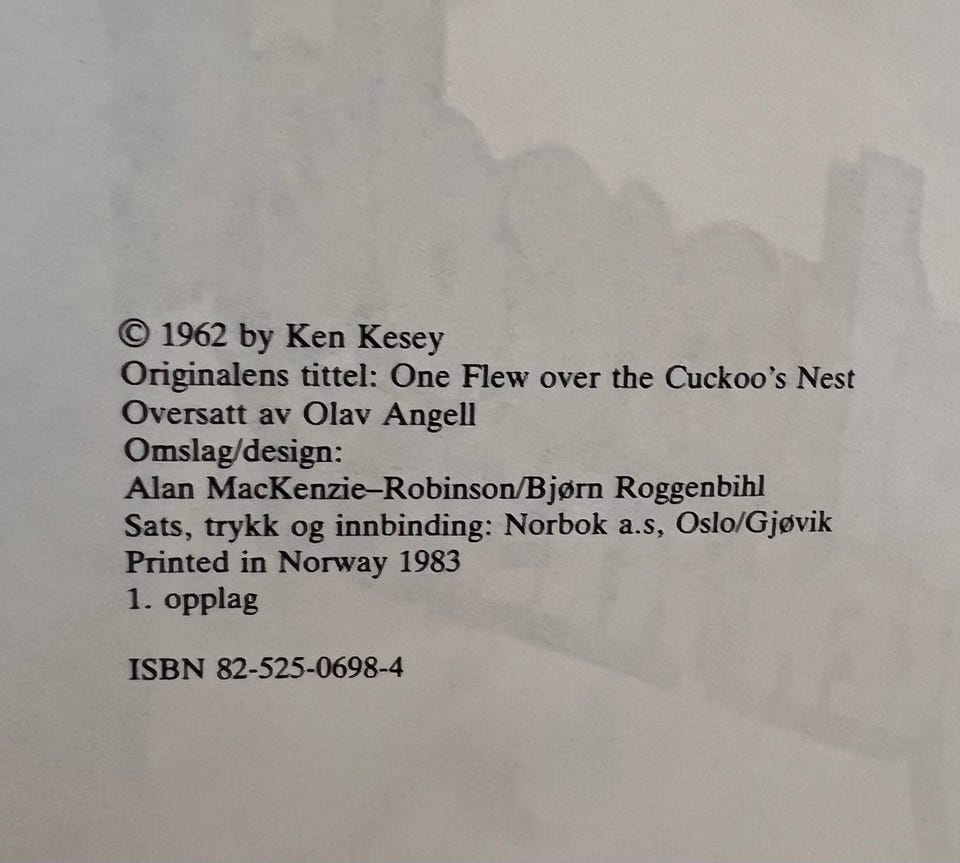 © 1962 by Ken Kesey
Originalens tittel: One Flew over the Cuckoo's Nest
Oversatt av Olav Angell
Omslag/design:
Alan MacKenzie–Robinson/Bjørn Roggenbihl
Sats, trykk og innbinding: Norbok a.s, Oslo/Gjøvik
Printed in Norway 1983
1. opplag
ISBN 82-525-0698-4